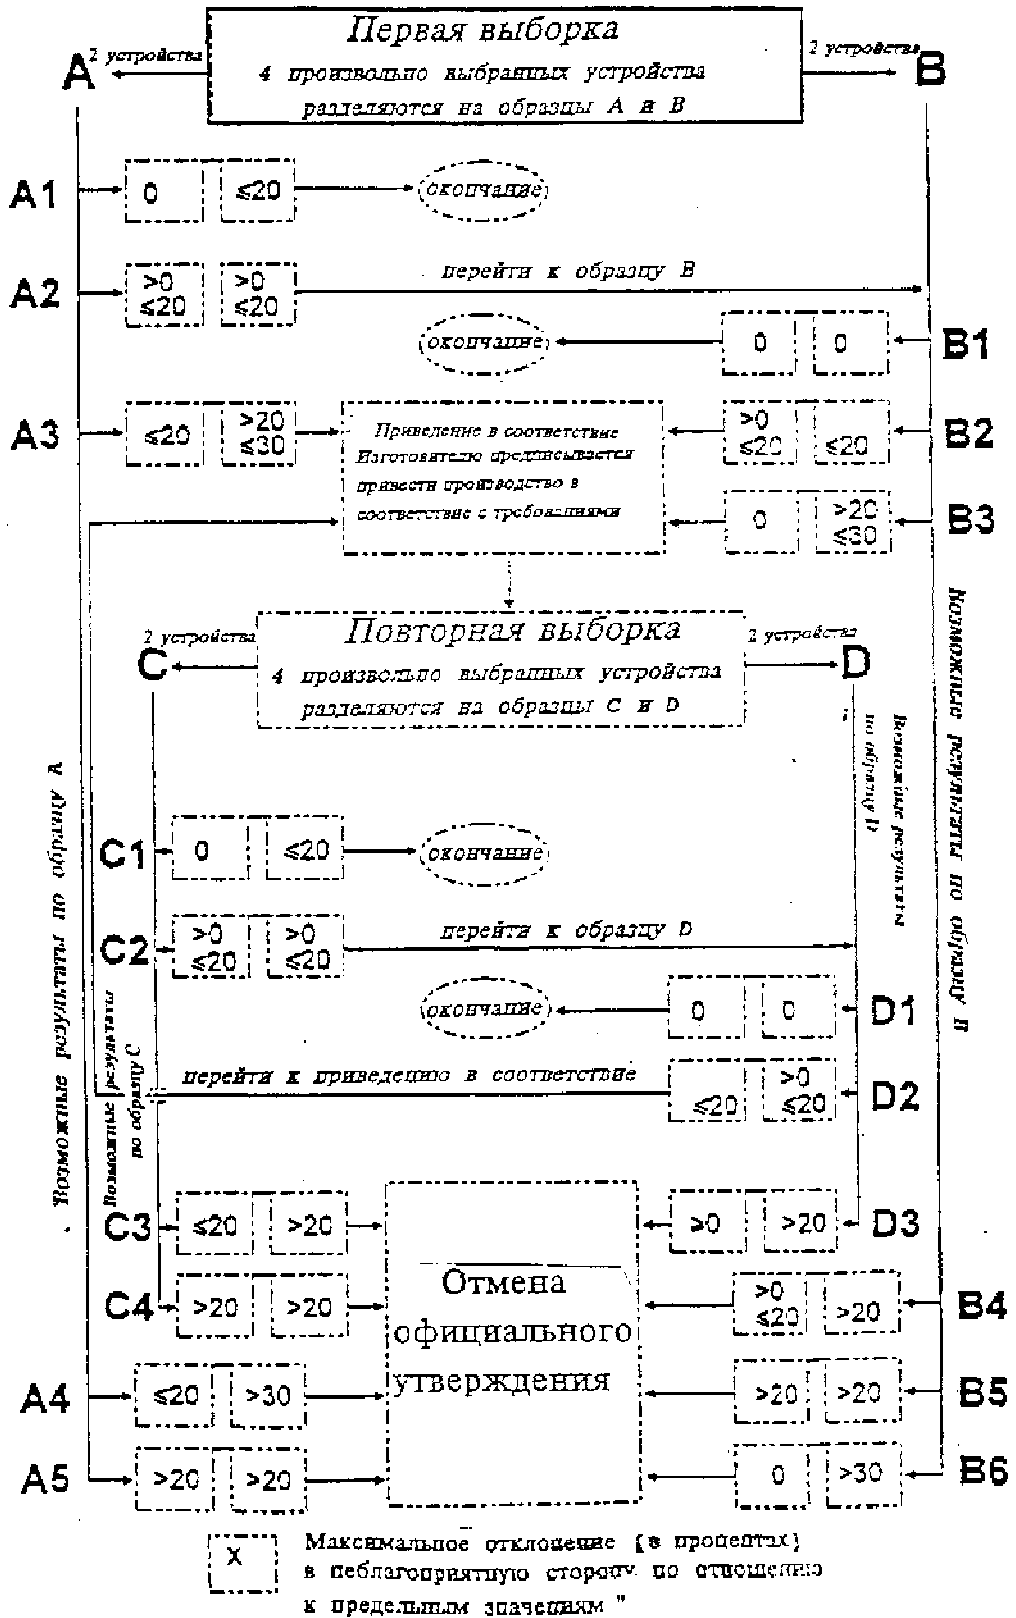 Первая выборка
2 устройства
2 устройства
A
B
4 произвольно выбранных устройства
разделяются на образцы А и В
A1
0
≤20
окончание
A2
>0
≤20
>0
≤20
перейти к образцу В
окончание
0
0
B1
A3
≤20
>20
≤30
Приведение в соответствие
Изготовителю предписывается
привести производство в
соответствие с требованиями
>0
≤20
≤20
B2
0
>20
≤30
B3
Повторная выборка
2 устройства
2 устройства
C
D
4 произвольно выбранных устройства
разделяются на образцы С и D
Возможные результаты по образцу А
Возможные результаты по образцу В
Возможные результаты
по образцу D
C1
0
≤20
окончание
C2
>0
≤20
>0
≤20
перейти к образцу D
окончание
0
0
D1
Возможные результаты
по образцу С
перейти к приведению в соответствие
≤20
>0
≤20
D2
C3
≤20
>20
≥0
>20
D3
Отмена
официального
утверждения
C4
>20
>20
>0
≤20
>20
B4
A4
≤20
>30
>20
>20
B5
A5
>20
>20
0
>30
B6
X
Максимальное отклонение (в процентах)
в неблагоприятную сторону по отношению
к предельным значениям "